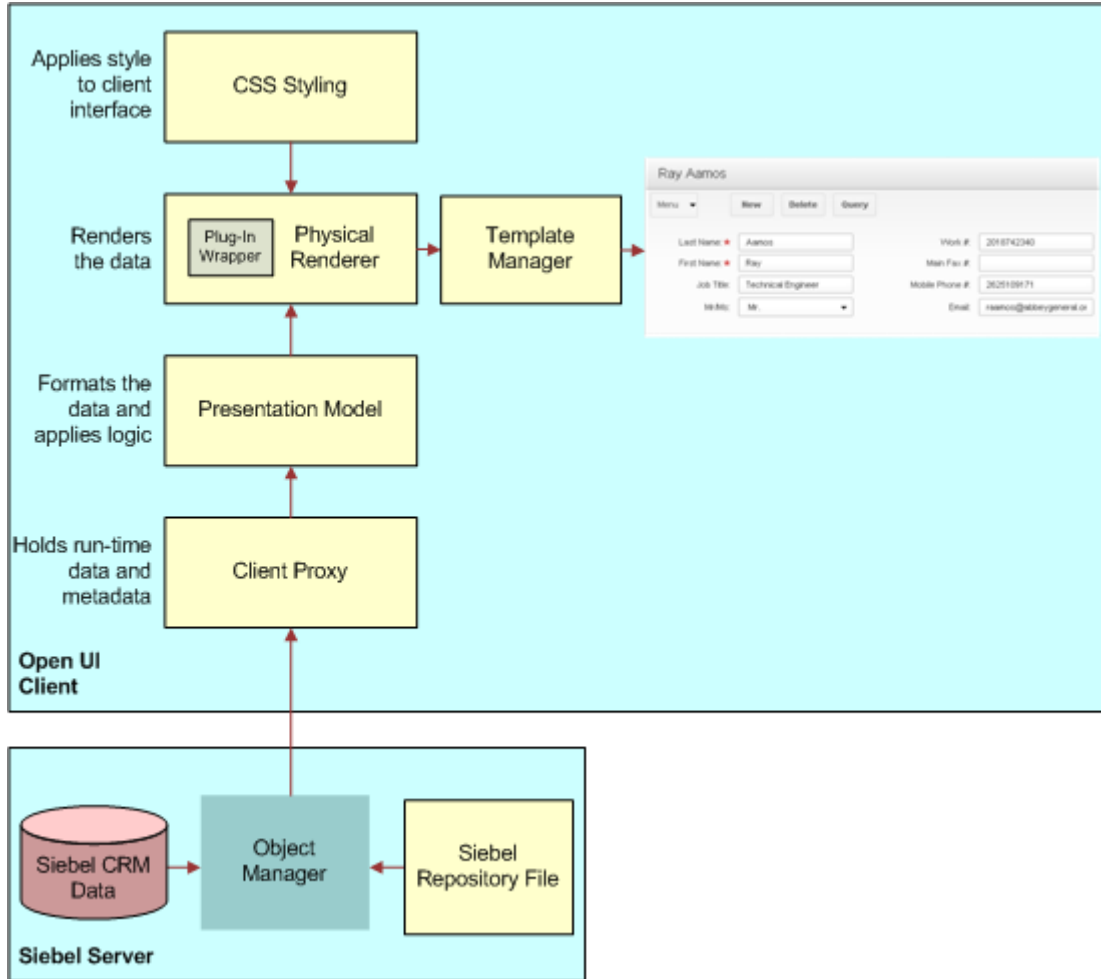 Applies style
to client
interface
CSS Styling
Renders
the data
Plug-In
Wrapper
Physical
Renderer
Template
Manager
Ray Aamos
Menu
New
Delete
Query
Last Name:
Aamos
Work #:
2018742340
First Name:
Ray
Main Fax #:
Job Title:
Technical Engineer
Mobile Phone #:
2625109171
Mr/Ms:
Mr.
Email:
Formats the
data and
applies logic
Presentation Model
Holds run-time
data and
metadata
Client Proxy
Open UI
Client
Siebel CRM
Data
Object
Manager
Siebel
Repository File
Siebel Server